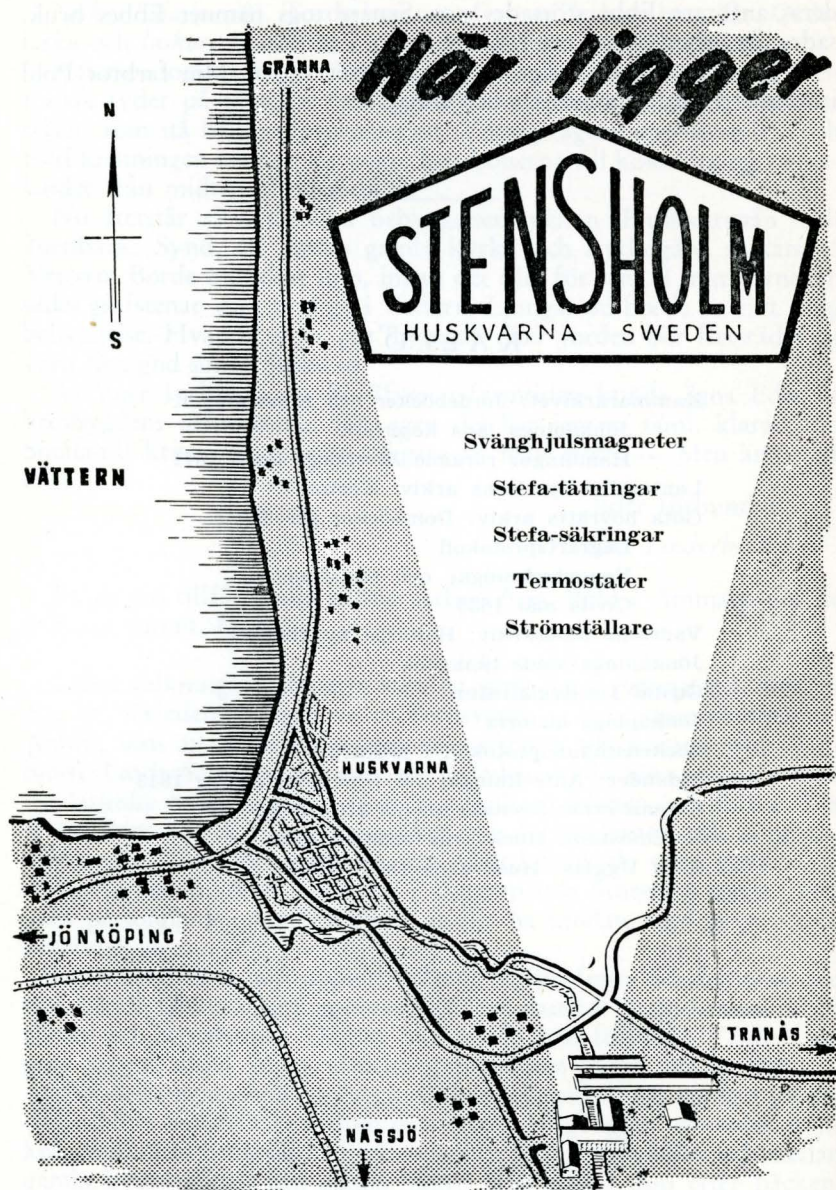 Här ligger
GRÄNNA
N
S
STENSHOLM
HUSKVARNA SWEDEN
Svänghjulsmagneter
VÄTTERN
Stefa-tätningar
Stefa-säkringar
Termostater
Strömställare
HUSKVARNA
JÖNKÖPING
TRANÅS
NÄSSJÖ